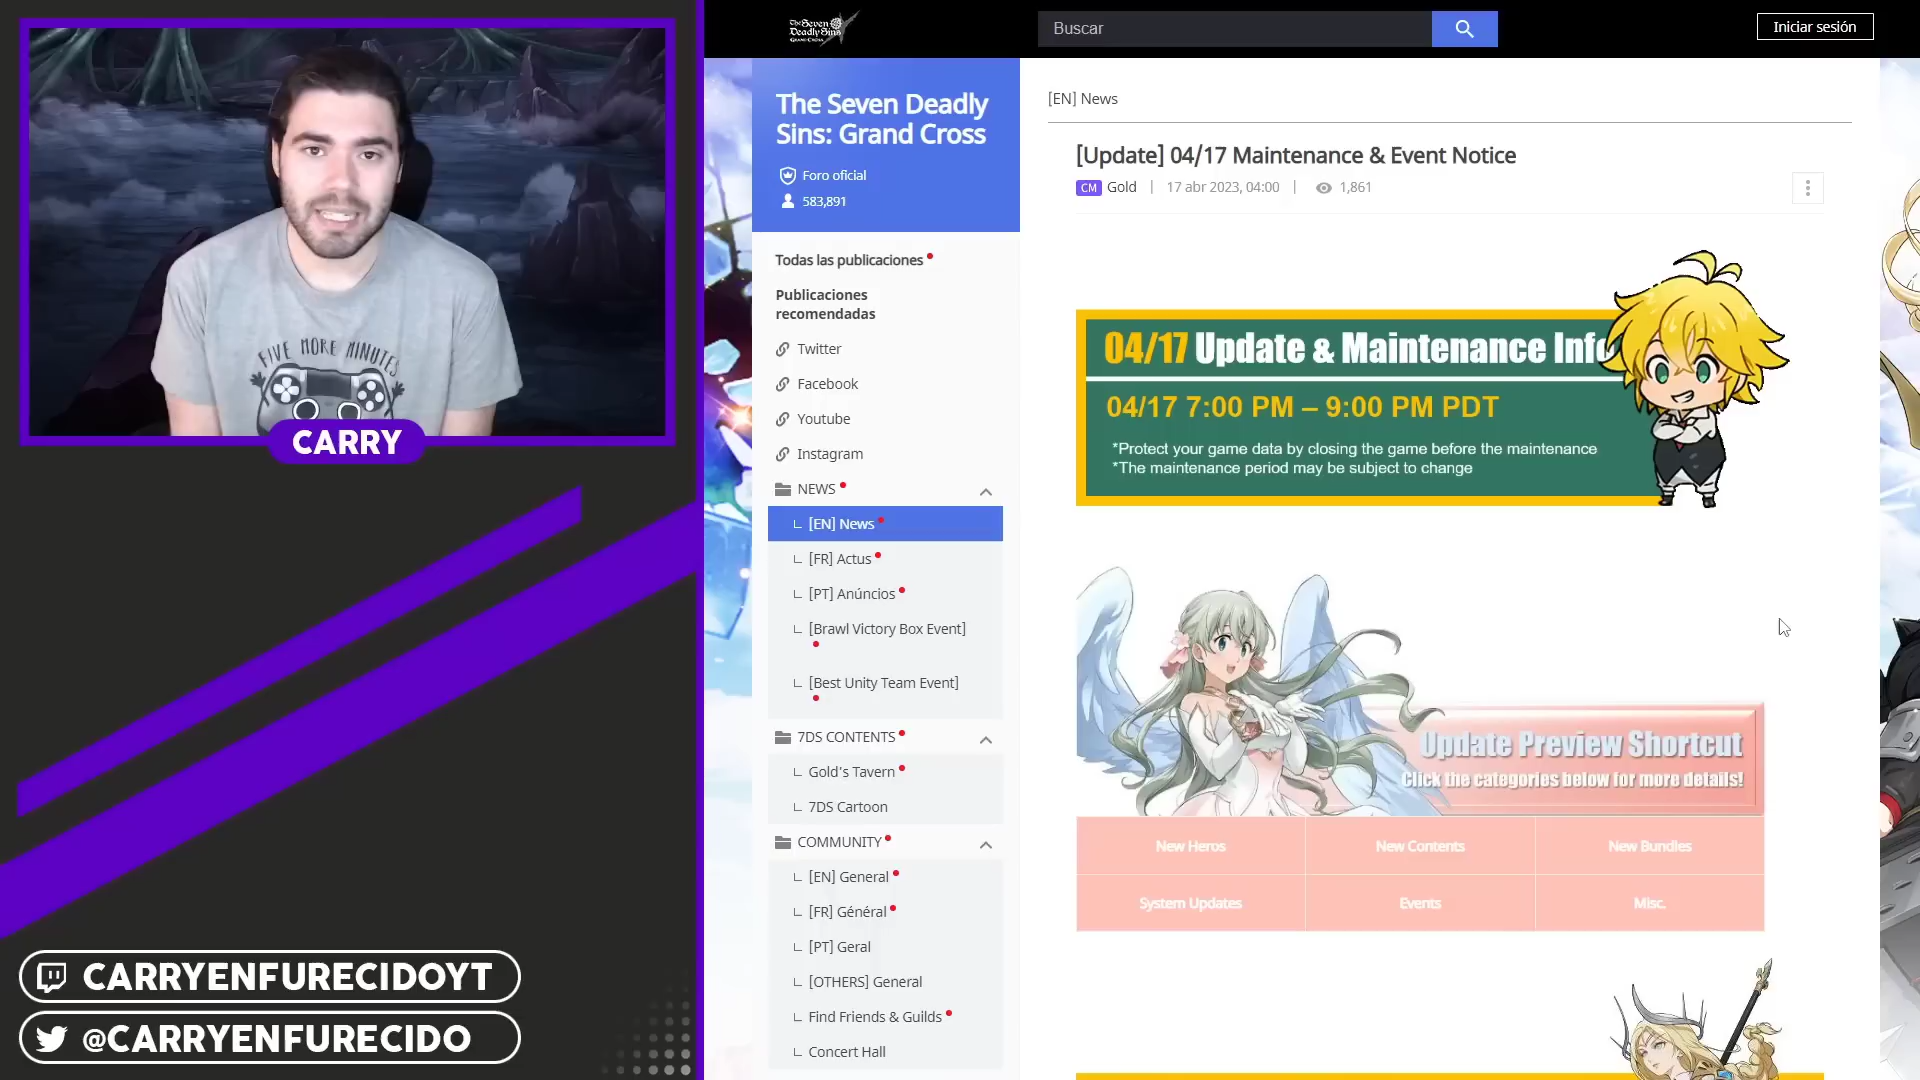 FIVE MORE MINUTES
CARRY
CARRYENFURECIDOYT
@CARRYENFURECIDO
The Seven
Deadly Sins
GRAND CROSS
Buscar
Iniciar sesión
The Seven Deadly
Sins: Grand Cross
Foro oficial
583,891
Todas las publicaciones
Publicaciones
recomendadas
Twitter
Facebook
Youtube
Instagram
NEWS
[EN] News
[FR] Actus
[PT] Anúncios
[Brawl Victory Box Event]
[Best Unity Team Event]
7DS CONTENTS
Gold's Tavern
7DS Cartoon
COMMUNITY
[EN] General
[FR] Général
[PT] Geral
[OTHERS] General
Find Friends & Guilds
Concert Hall
[EN] News
[Update] 04/17 Maintenance & Event Notice
CM Gold | 17 abr 2023, 04:00 | 1,861
04/17 Update & Maintenance Info
04/17 7:00 PM – 9:00 PM PDT
*Protect your game data by closing the game before the maintenance
*The maintenance period may be subject to change
Update Preview Shortcut
Click the categories below for more details!
New Heros New Contents New Bundles
System Updates Events Misc.